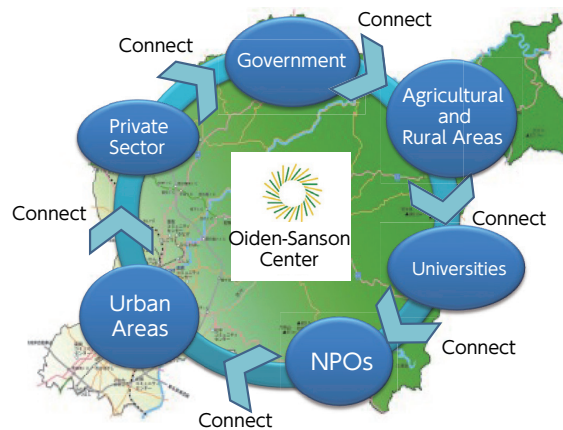 Connect
Government
Connect
Agricultural
and
Rural Areas
Connect
Universities
Connect
NPOs
Connect
Urban
Areas
Connect
Private
Sector
Oiden-Sanson
Center